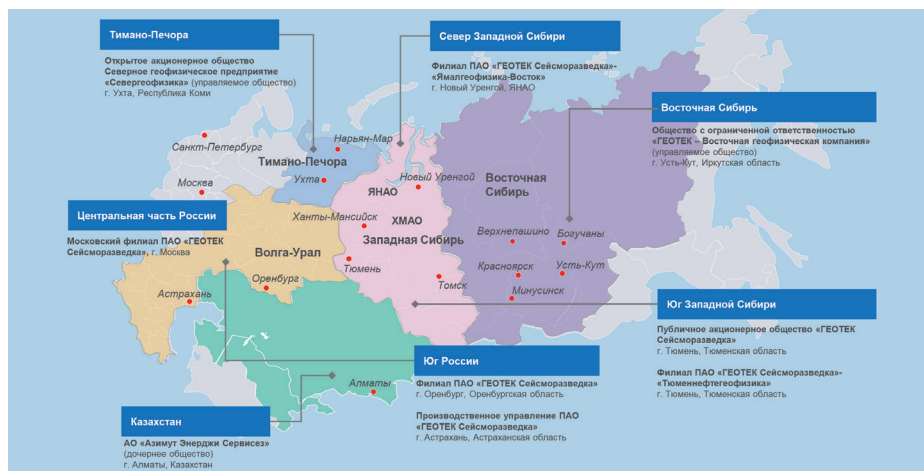 Тимано-Печора
Открытое акционерное общество
Северное геофизическое предприятие
«Севергеофизика» (управляемое общество)
г. Ухта, Республика Коми
Север Западной Сибири
Филиал ПАО «ГЕОТЕК Сейсморазведка»-
«Ямалгеофизика-Восток»
г. Новый Уренгой, ЯНАО
Восточная Сибирь
Общество с ограниченной ответственностью
«ГЕОТЕК – Восточная геофизическая компания»
(управляемое общество)
г. Усть-Кут, Иркутская область
Санкт-Петербург
Нарьян-Мар
Тимано-Печора
Ухта
Москва
Новый Уренгой
ЯНАО
Восточная
Сибирь
Центральная часть России
Московский филиал ПАО «ГЕОТЕК
Сейсморазведка», г. Москва
Ханты-Мансийск
ХМАО
Западная Сибирь
Верхнепашино
Богучаны
Волга-Урал
Тюмень
Оренбург
Томск
Красноярск
Усть-Кут
Минусинск
Астрахань
Юг Западной Сибири
Публичное акционерное общество «ГЕОТЕК
Сейсморазведка»
г. Тюмень, Тюменская область
Филиал ПАО «ГЕОТЕК Сейсморазведка»-
«Тюменнефтегеофизика»
г. Тюмень, Тюменская область
Юг России
Филиал ПАО «ГЕОТЕК Сейсморазведка»
г. Оренбург, Оренбургская область
Производственное управление ПАО
«ГЕОТЕК Сейсморазведка»
г. Астрахань, Астраханская область
Алматы
Казахстан
АО «Азимут Энерджи Сервисез»
(дочернее общество)
г. Алматы, Казахстан